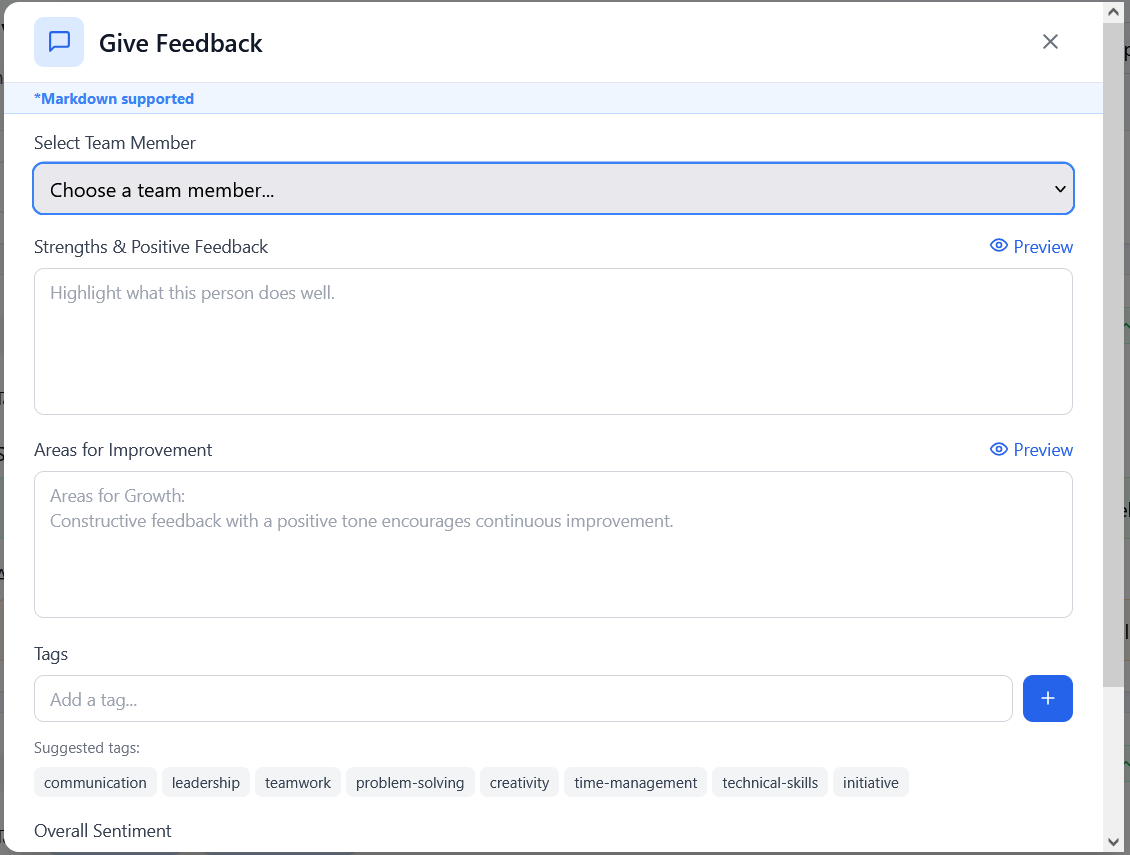 Give Feedback
*Markdown supported
Select Team Member
Choose a team member...
Strengths & Positive Feedback
Preview
Highlight what this person does well.
Areas for Improvement
Preview
Areas for Growth:
Constructive feedback with a positive tone encourages continuous improvement.
Tags
Add a tag...
Suggested tags:
communication leadership teamwork problem-solving creativity time-management technical-skills initiative
Overall Sentiment